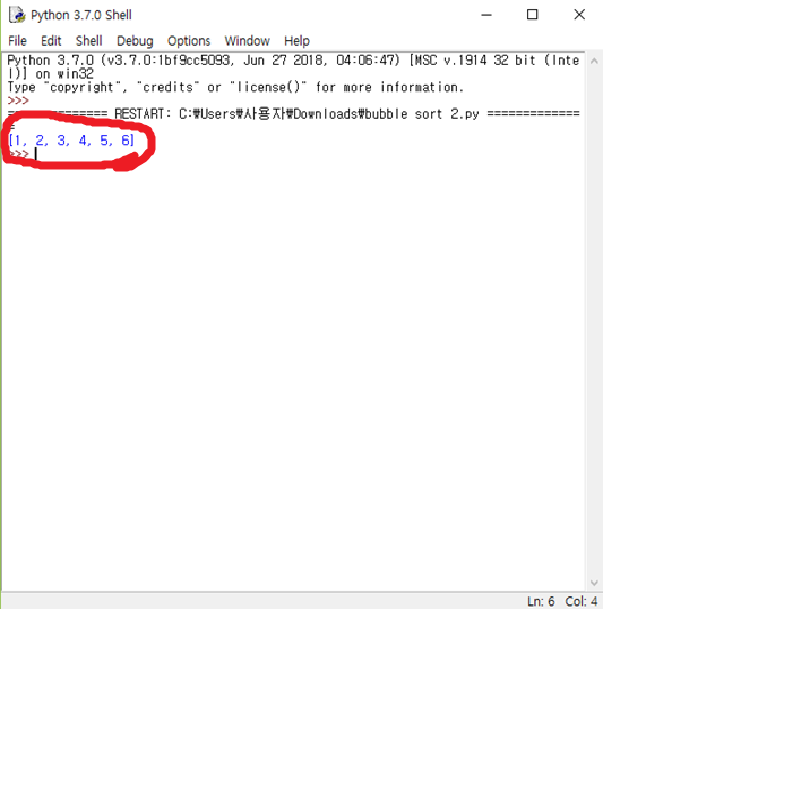 Python 3.7.0 Shell
File Edit Shell Debug Options Window Help
Python 3.7.0 (v3.7.0:1bf9cc5093, Jun 27 2018, 04:06:47) [MSC v.1914 32 bit (Inte
l)] on win32
Type "copyright", "credits" or "license()" for more information.
>>>
============== RESTART: C:₩Users₩사용자₩Downloads₩bubble sort 2.py =============
=
[1, 2, 3, 4, 5, 6]
>>>
Ln: 6 Col: 4